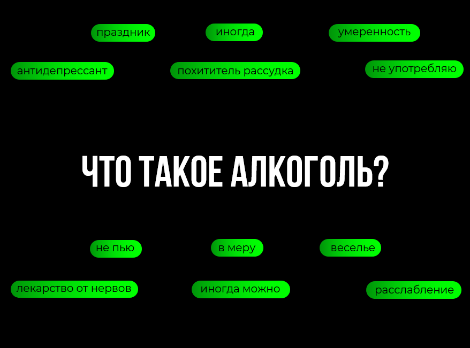 праздник
иногда
умеренность
антидепрессант
похититель рассудка
не употребляю
ЧТО ТАКОЕ АЛКОГОЛЬ?
не пью
в меру
веселье
лекарство от нервов
иногда можно
расслабление